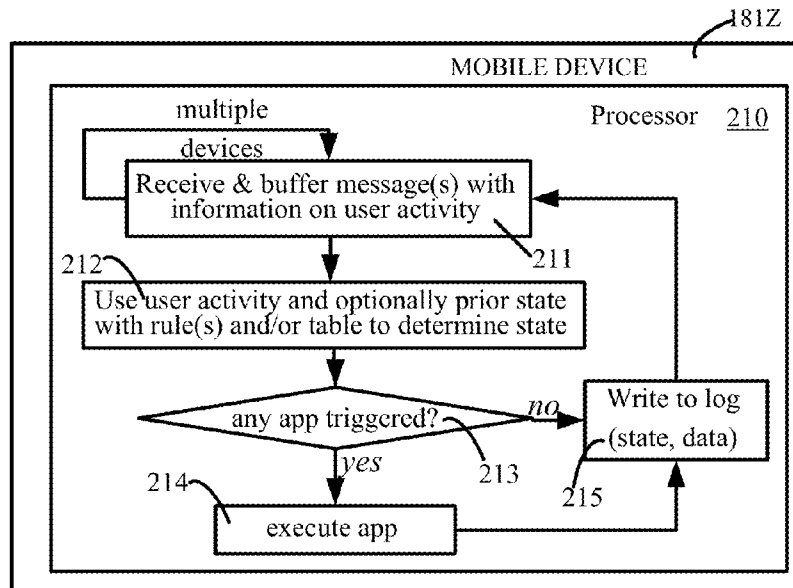 181Z
MOBILE DEVICE
Processor 210
multiple
devices
Receive & buffer message(s) with
information on user activity
211
212
Use user activity and optionally prior state
with rule(s) and/or table to determine state
any app triggered?
no
213
yes
Write to log
(state, data)
215
214
execute app